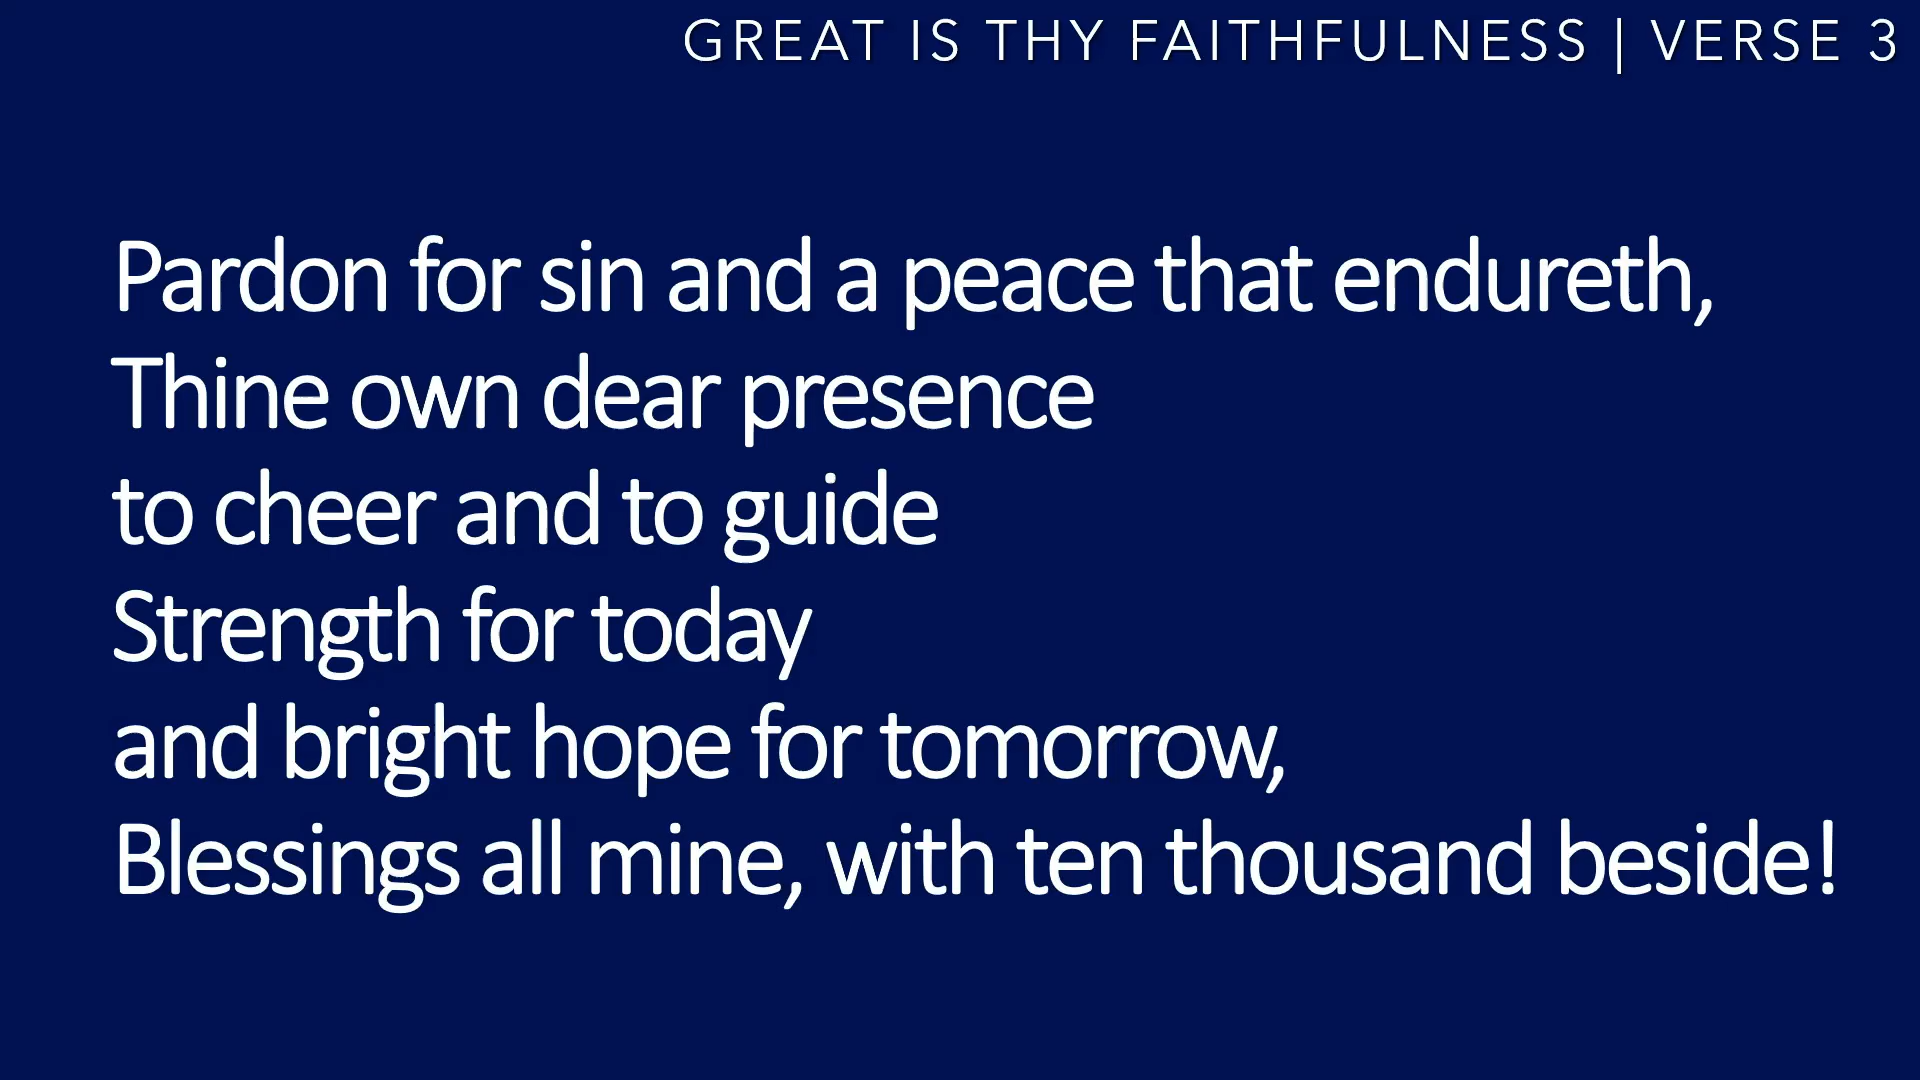 GREAT IS THY FAITHFULNESS | VERSE 3
Pardon for sin and a peace that endureth,
Thine own dear presence
to cheer and to guide
Strength for today
and bright hope for tomorrow,
Blessings all mine, with ten thousand beside!